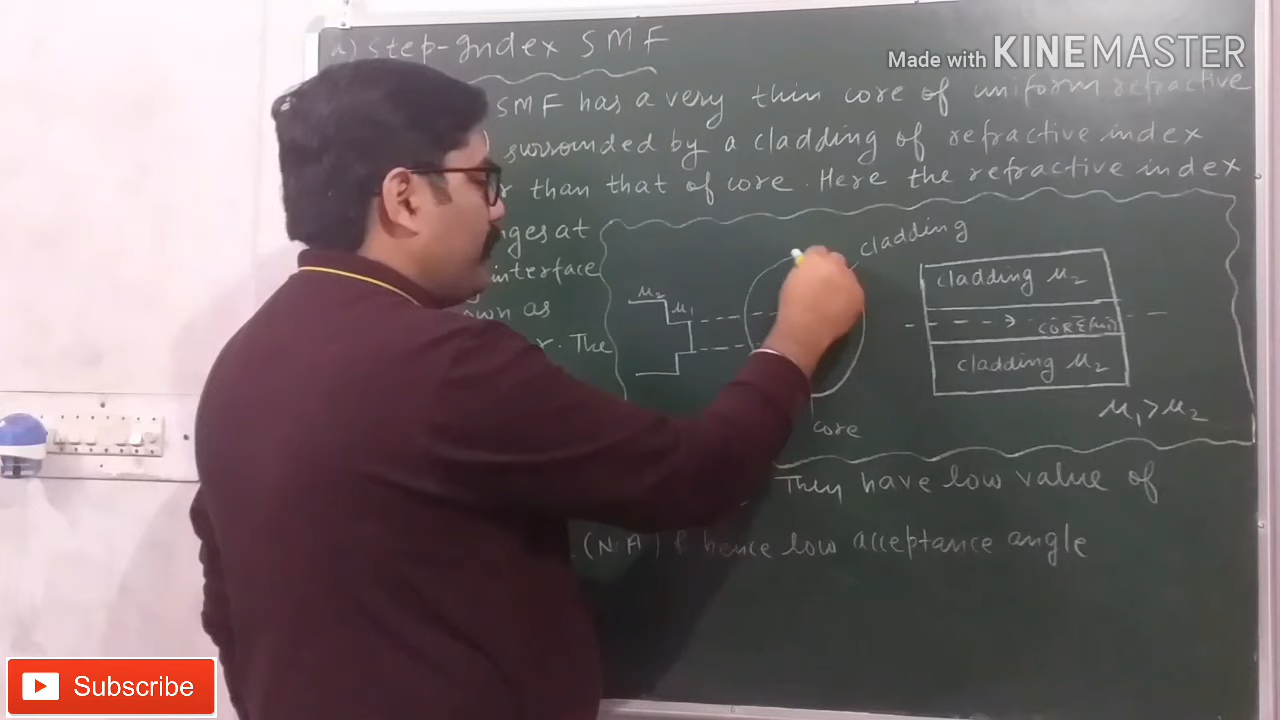 a) Step-Index SMF
Made with KINEMASTER
SMF has a very thin core of uniform refractive
surrounded by a cladding of refractive index
than that of core. Here the refractive index
at
interface
as
The
cladding
μ2
μ1
cladding μ2
CORE(μ1)
cladding μ2
μ1 > μ2
core
They have low value of
(N.A) & hence low acceptance angle
Subscribe